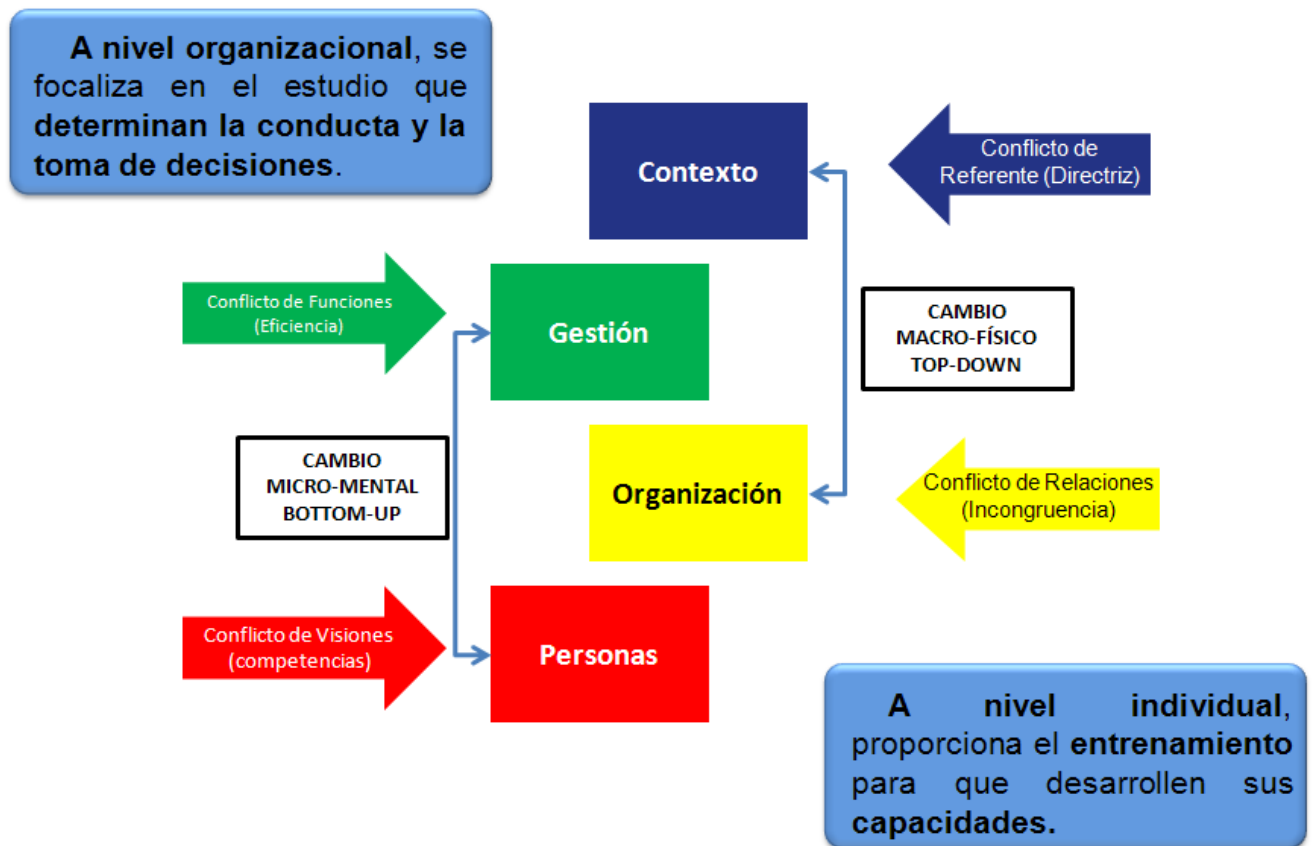 A nivel organizacional, se
focaliza en el estudio que
determinan la conducta y la
toma de decisiones.
Contexto
Conflicto de
Referente (Directriz)
Conflicto de Funciones
(Eficiencia)
Gestión
CAMBIO
MACRO-FÍSICO
TOP-DOWN
CAMBIO
MICRO-MENTAL
BOTTOM-UP
Organización
Conflicto de Relaciones
(Incongruencia)
Conflicto de Visiones
(competencias)
Personas
A nivel individual,
proporciona el entrenamiento
para que desarrollen sus
capacidades.